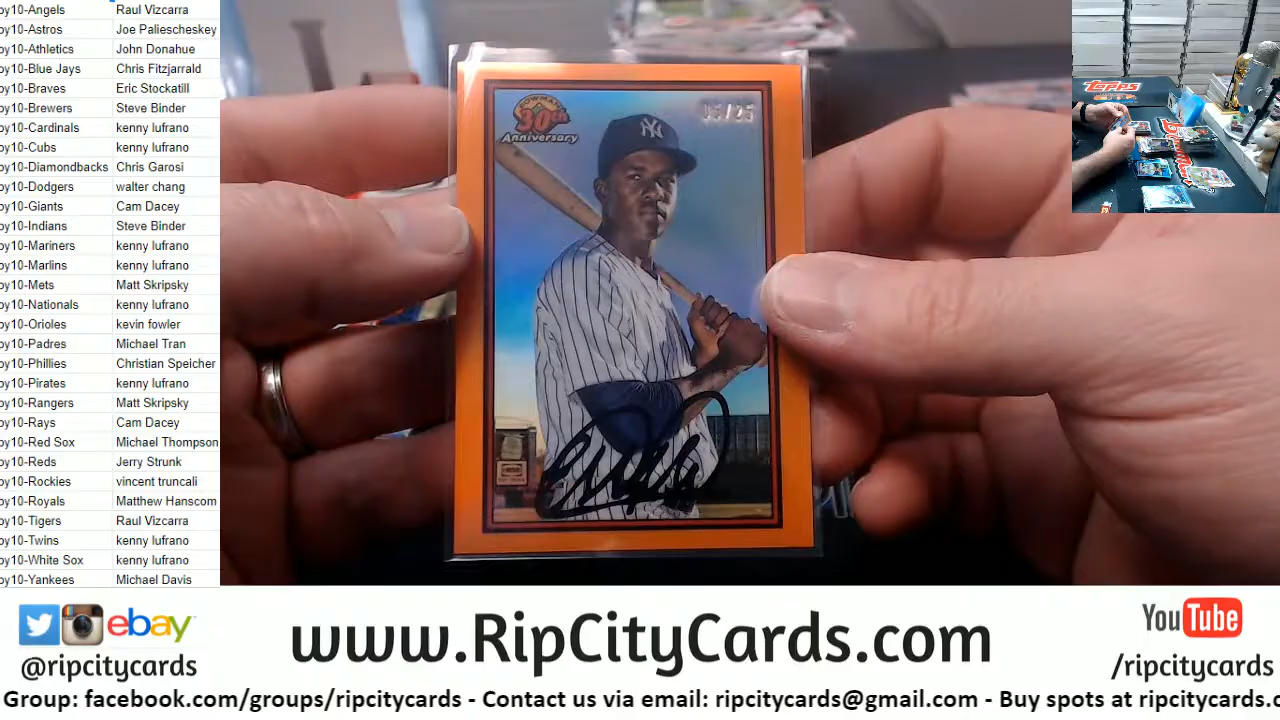 oy10-Angels Raul Vizcarra
oy10-Astros Joe Paliescheskey
oy10-Athletics John Donahue
oy10-Blue Jays Chris Fitzjarrald
oy10-Braves Eric Stockatill
oy10-Brewers Steve Binder
oy10-Cardinals kenny lufrano
oy10-Cubs kenny lufrano
oy10-Diamondbacks Chris Garosi
oy10-Dodgers walter chang
oy10-Giants Cam Dacey
oy10-Indians Steve Binder
oy10-Mariners kenny lufrano
oy10-Marlins kenny lufrano
oy10-Mets Matt Skripsky
oy10-Nationals kenny lufrano
oy10-Orioles kevin fowler
oy10-Padres Michael Tran
oy10-Phillies Christian Speicher
oy10-Pirates kenny lufrano
oy10-Rangers Matt Skripsky
oy10-Rays Cam Dacey
oy10-Red Sox Michael Thompson
oy10-Reds Jerry Strunk
oy10-Rockies vincent truncali
oy10-Royals Matthew Hanscom
oy10-Tigers Raul Vizcarra
oy10-Twins kenny lufrano
oy10-White Sox kenny lufrano
oy10-Yankees Michael Davis
BOWMAN
30th
Anniversary
NY
Topps
ebay
@ripcitycards
www.RipCityCards.com
YouTube
/ripcitycards
Group: facebook.com/groups/ripcitycards - Contact us via email: ripcitycards@gmail.com - Buy spots at ripcitycards.c